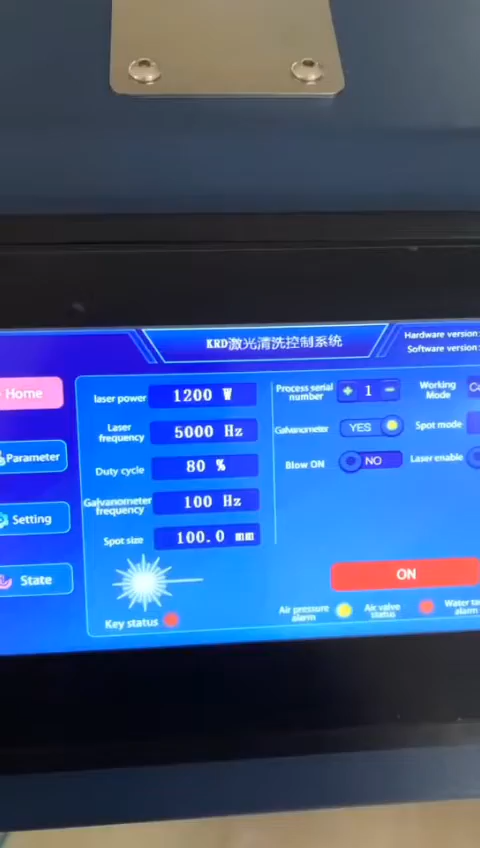 KRD激光清洗控制系统
Hardware version:
Software version:
Home
Parameter
Setting
State
laser power 1200 W
Laser frequency 5000 Hz
Duty cycle 80 %
Galvanometer frequency 100 Hz
Spot size 100.0 mm
Key status
Process serial number + 1 −
Working Mode
Galvanometer YES
Spot mode
Blow ON NO
Laser enable
ON
Air pressure alarm
Air valve status
Water
alarm